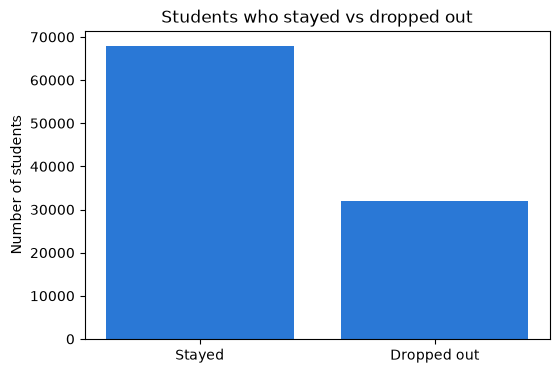 Students who stayed vs dropped out
Number of students
70000
60000
50000
40000
30000
20000
10000
0
Stayed
Dropped out